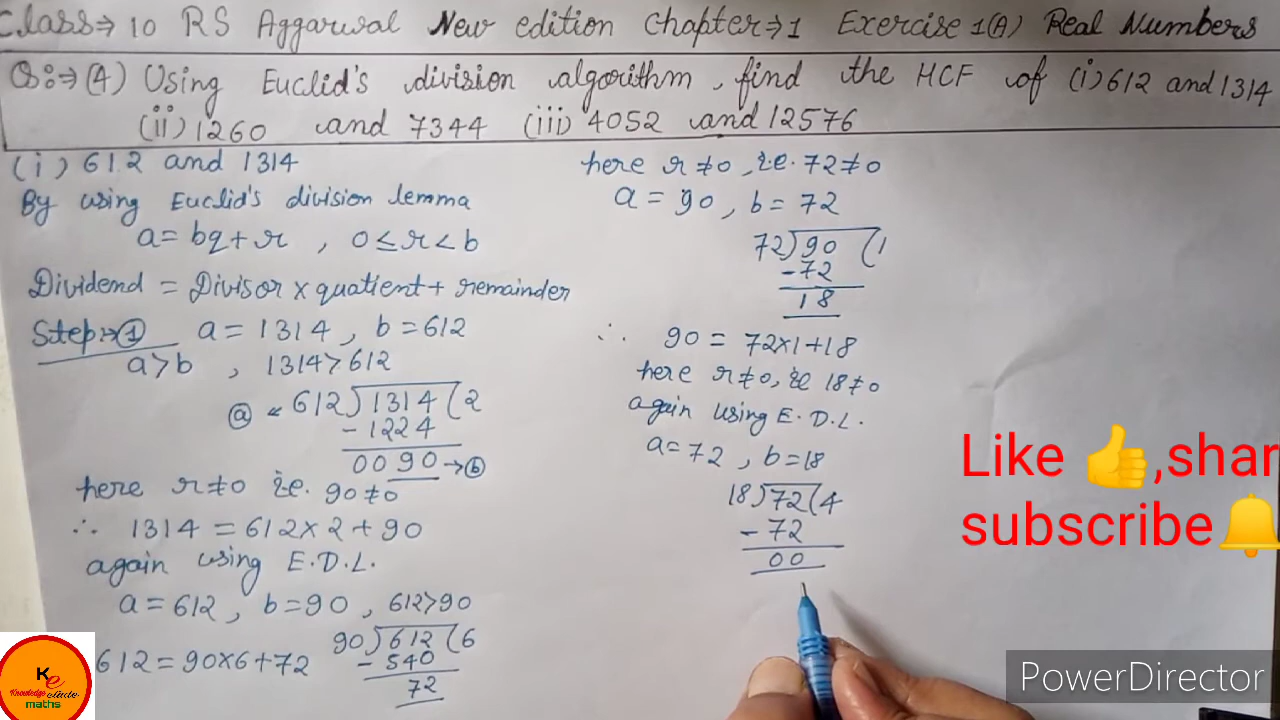 Class⇒ 10 RS Aggarwal New edition Chapter⇒1 Exercise 1(A) Real Numbers
Q:⇒(4) Using Euclid's division algorithm, find the HCF of (i) 612 and 1314
(ii) 1260 and 7344 (iii) 4052 and 12576
(i) 612 and 1314
By using Euclid's division lemma
a = bq + r , 0 ≤ r < b
Dividend = Divisor × quatient + remainder
Step:→① a = 1314 , b = 612
a > b , 1314 > 612
ⓐ ← 612) 1314 (2
- 1224
0090 → ⓑ
here r ≠ 0 i.e. 90 ≠ 0
∴ 1314 = 612 × 2 + 90
again using E.D.L.
a = 612, b = 90, 612 > 90
612 = 90×6+72
90) 612 (6
- 540
72
here r ≠ 0, i.e. 72 ≠ 0
a = 90, b = 72
72) 90 (1
- 72
18
∴ 90 = 72×1+18
here r ≠ 0, ie 18 ≠ 0
again using E.D.L.
a = 72, b = 18
18) 72 (4
- 72
00
Like 👍,shar
subscribe🔔
Ke
Knowledge
maths
PowerDirector